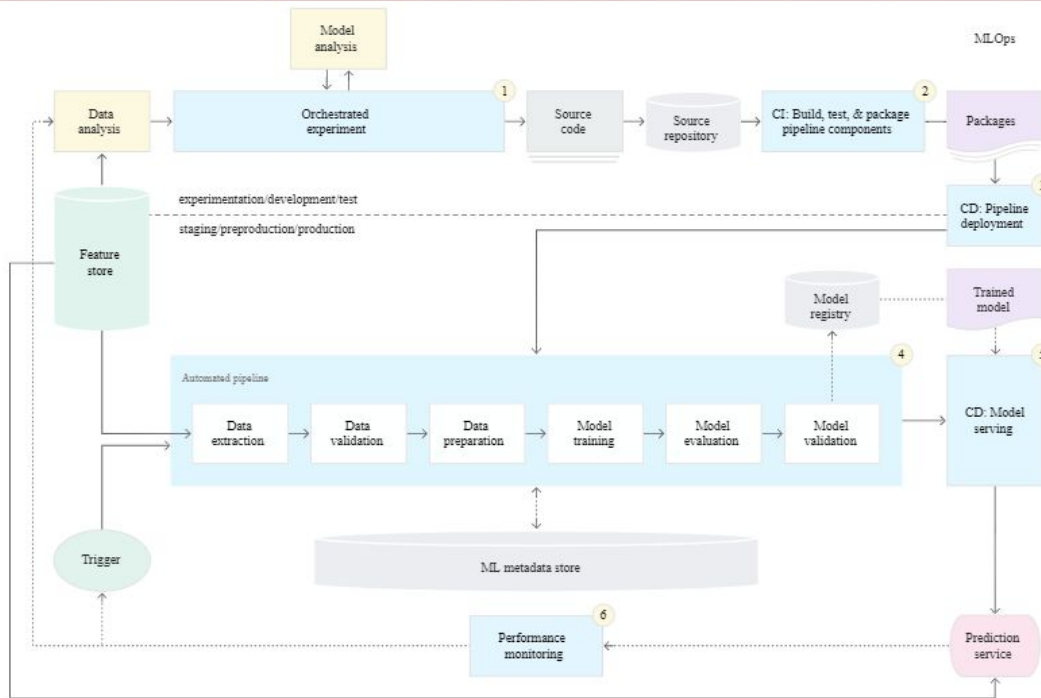 Model
analysis
MLOps
1
2
Data
analysis
Orchestrated
experiment
Source
code
Source
repository
CI: Build, test, & package
pipeline components
Packages
experimentation/development/test
staging/preproduction/production
CD: Pipeline
deployment
Feature
store
Model
registry
Trained
model
4
Automated pipeline
Data
extraction
Data
validation
Data
preparation
Model
training
Model
evaluation
Model
validation
CD: Model
serving
Trigger
ML metadata store
6
Performance
monitoring
Prediction
service